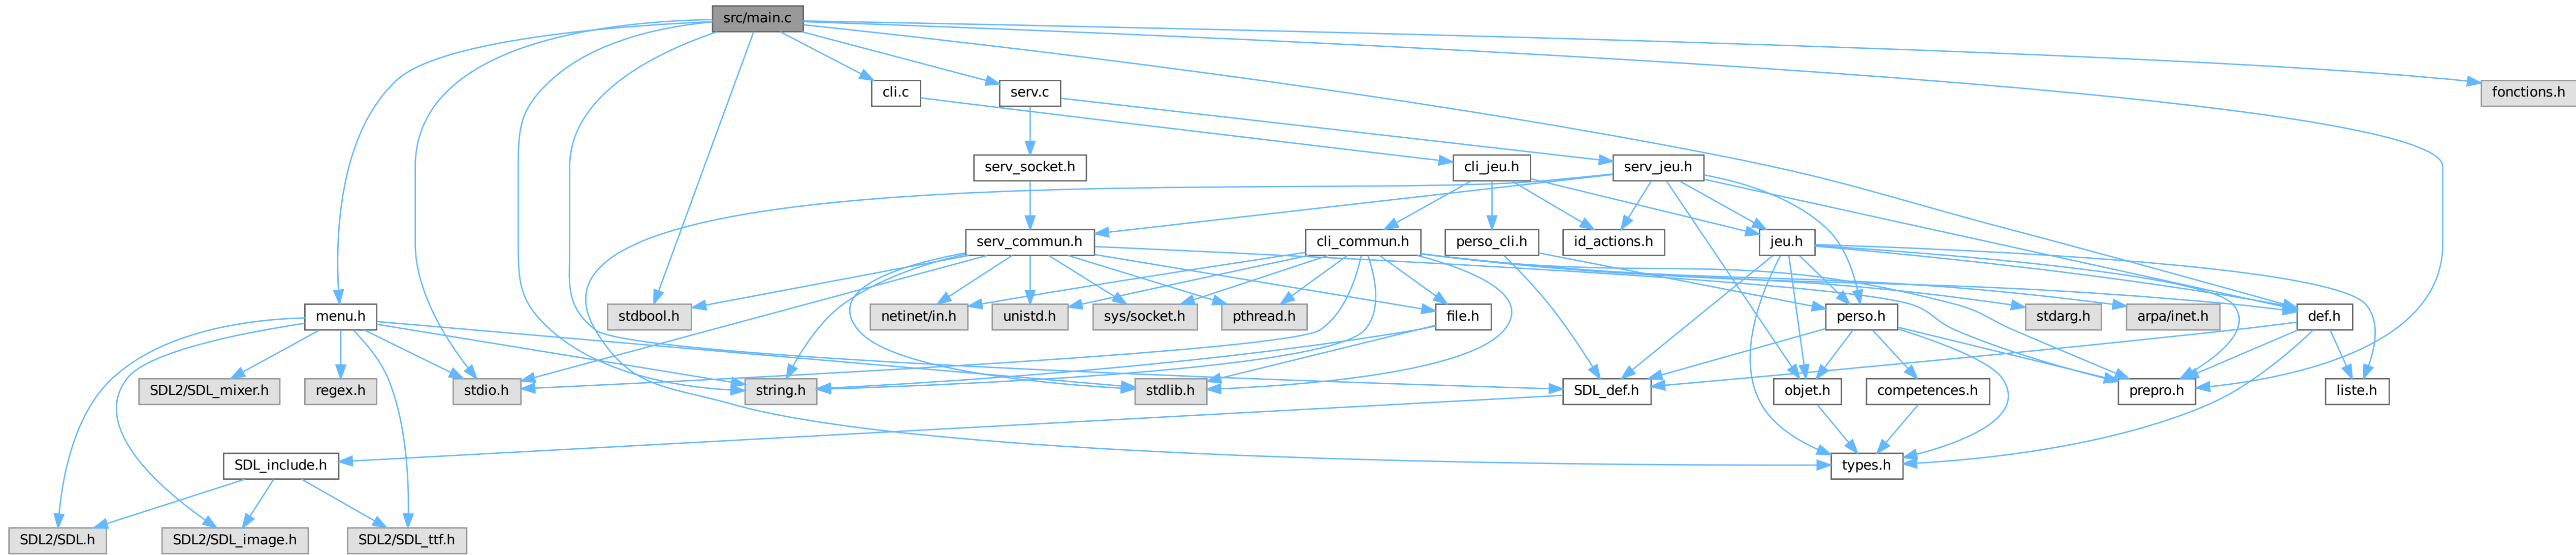 src/main.c
cli.c
serv.c
fonctions.h
serv_socket.h
cli_jeu.h
serv_jeu.h
serv_commun.h
cli_commun.h
perso_cli.h
id_actions.h
jeu.h
menu.h
stdbool.h
netinet/in.h
unistd.h
sys/socket.h
pthread.h
file.h
perso.h
stdarg.h
arpa/inet.h
def.h
SDL2/SDL_mixer.h
regex.h
stdio.h
string.h
stdlib.h
SDL_def.h
objet.h
competences.h
prepro.h
liste.h
SDL_include.h
types.h
SDL2/SDL.h
SDL2/SDL_image.h
SDL2/SDL_ttf.h